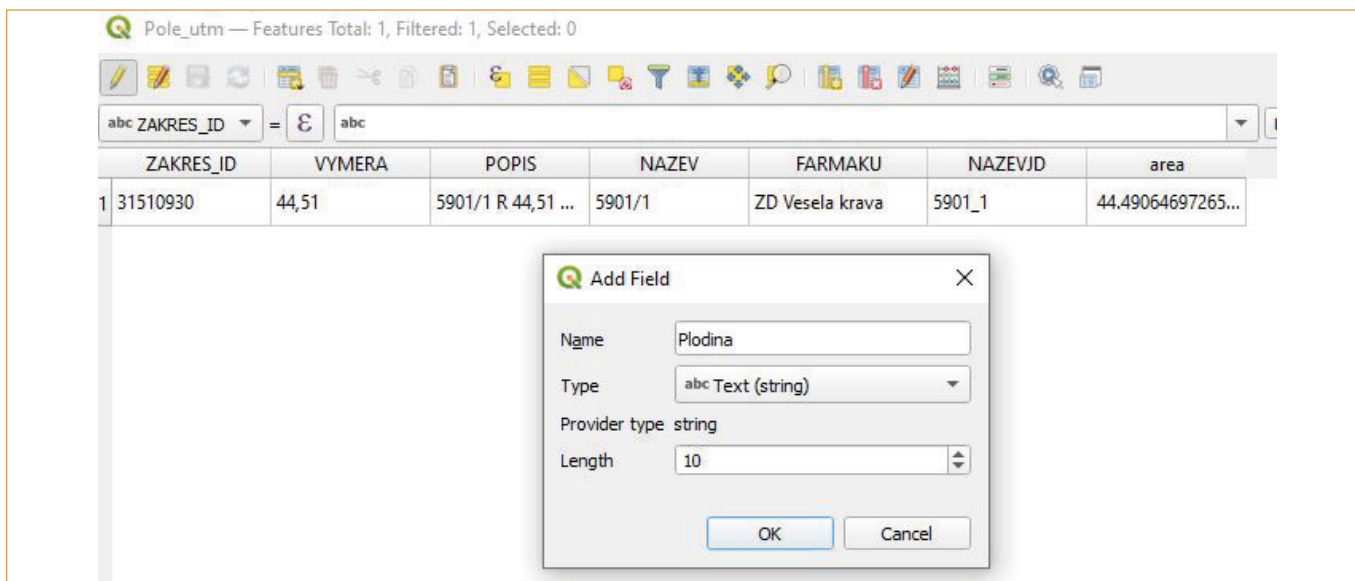 Pole_utm — Features Total: 1, Filtered: 1, Selected: 0
abc ZAKRES_ID = ε abc
ZAKRES_ID VYMERA POPIS NAZEV FARMAKU NAZEVJD area
1 31510930 44,51 5901/1 R 44,51 ... 5901/1 ZD Vesela krava 5901_1 44.49064697265...
Add Field
Name Plodina
Type abc Text (string)
Provider type string
Length 10
OK Cancel